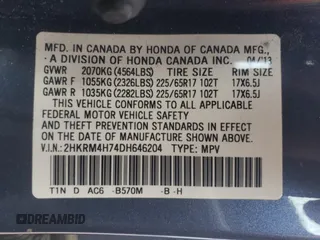 MFD. IN CANADA BY HONDA OF CANADA MFG.,
A DIVISION OF HONDA CANADA INC. 04/13
GVWR 2070KG (4564LBS) TIRE SIZE RIM SIZE
GAWR F 1055KG (2326LBS) 225/65R17 102T 17X6.5J
GAWR R 1035KG (2282LBS) 225/65R17 102T 17X6.5J
THIS VEHICLE CONFORMS TO ALL APPLICABLE
FEDERAL MOTOR VEHICLE SAFETY
STANDARDS IN EFFECT ON THE DATE OF
MANUFACTURE SHOWN ABOVE.
V.I.N.: 2HKRM4H74DH646204 TYPE: MPV
T1N D AC6 -B570M -B -H
DREAMBID